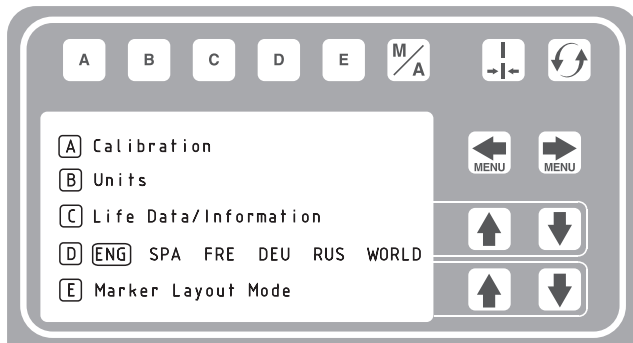 A B C D E M/A
MENU MENU
A Calibration
B Units
C Life Data/Information
D ENG SPA FRE DEU RUS WORLD
E Marker Layout Mode